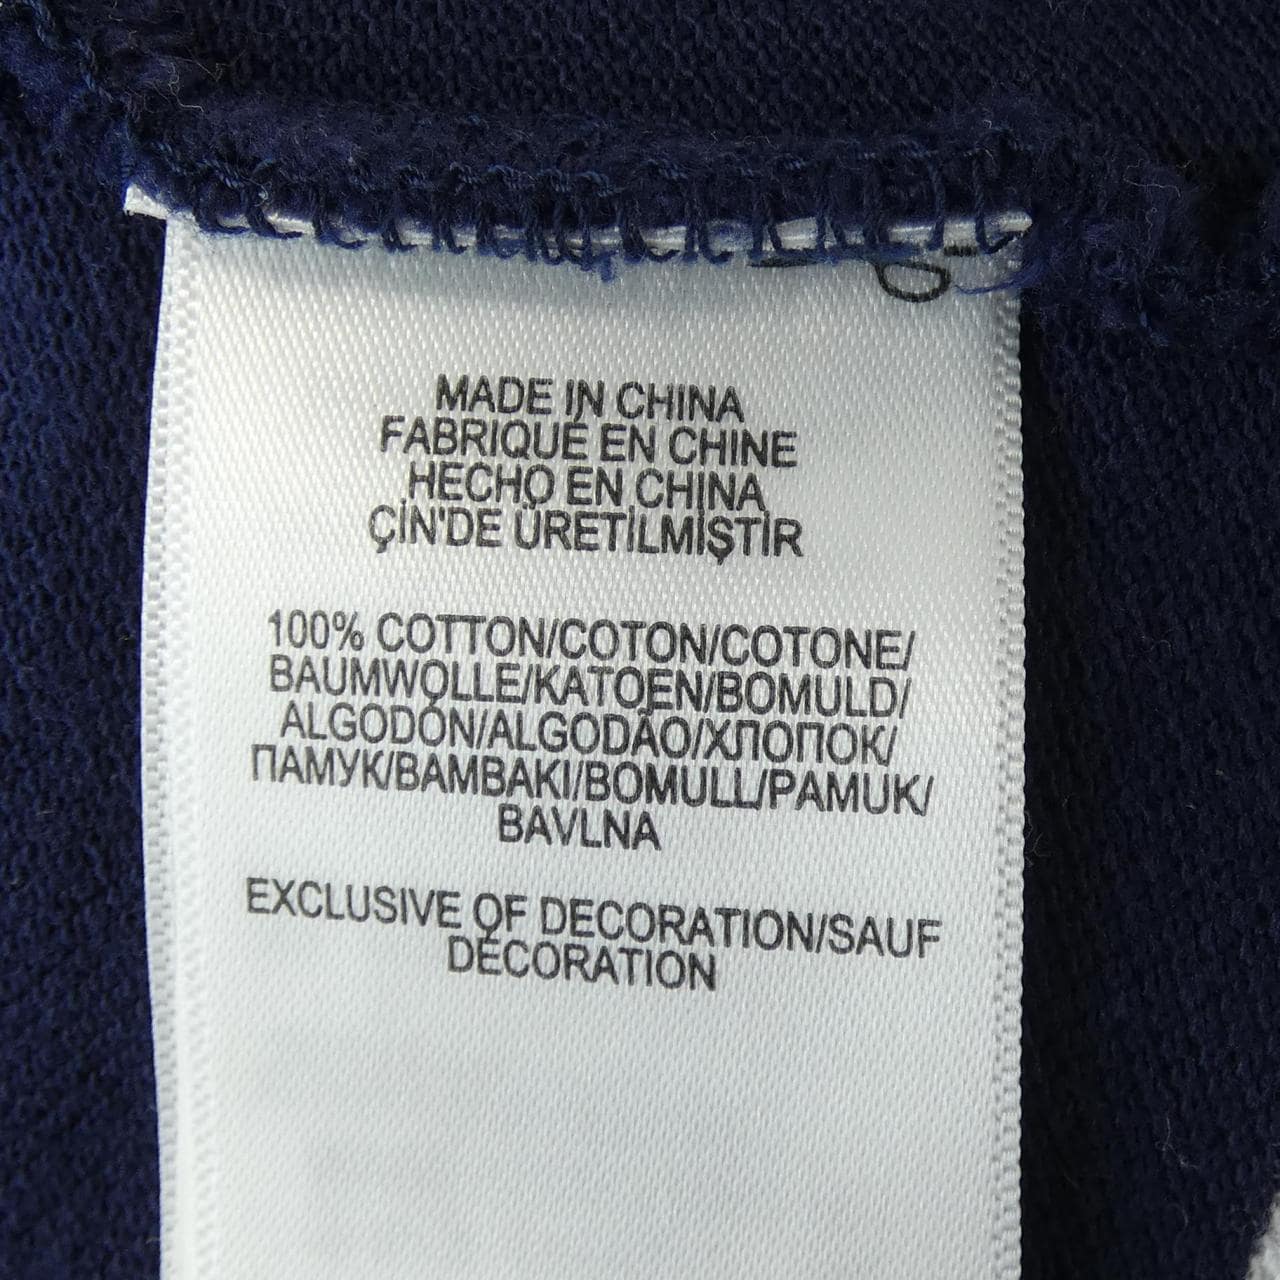 MADE IN CHINA
FABRIQUÉ EN CHINE
HECHO EN CHINA
ÇİN'DE ÜRETİLMİŞTİR
100% COTTON/COTON/COTONE/
BAUMWOLLE/KATOEN/BOMULD/
ALGODÓN/ALGODÃO/ХЛОПОК/
ПАМУК/BAMBAKI/BOMULL/PAMUK/
BAVLNA
EXCLUSIVE OF DECORATION/SAUF
DÉCORATION